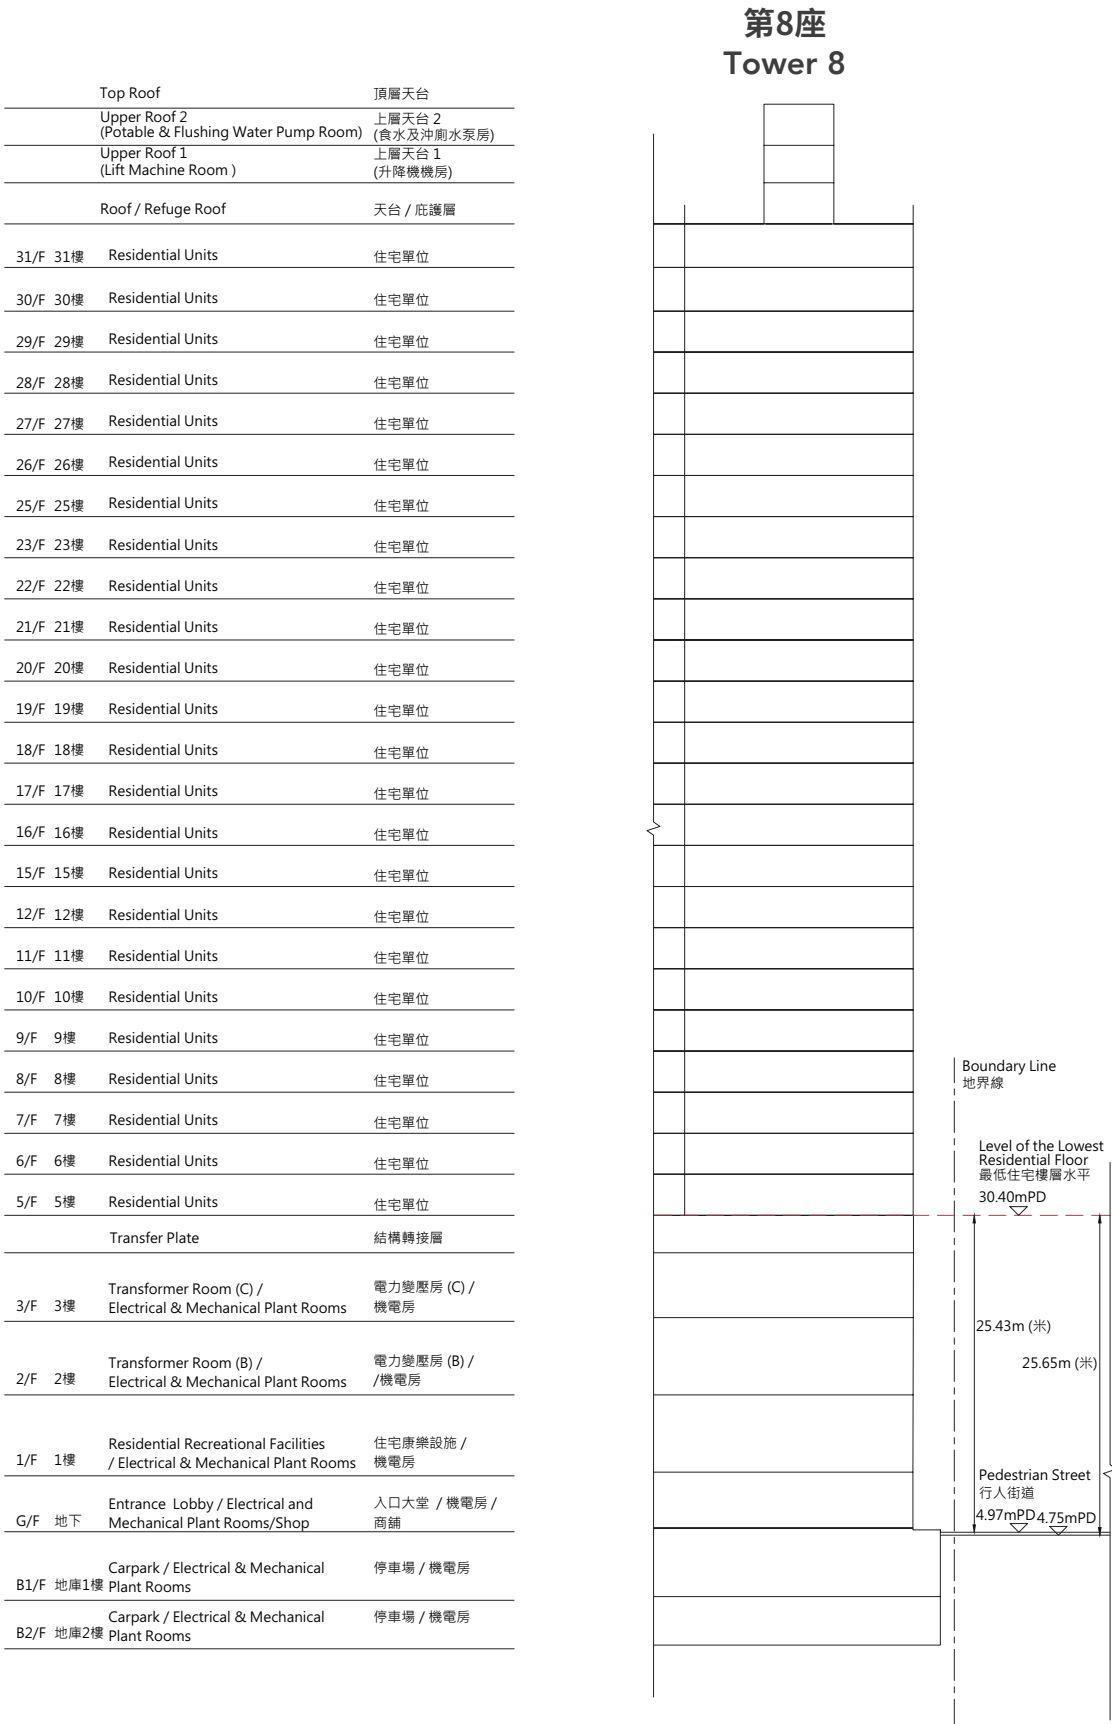 第8座
Tower 8
Top Roof 頂層天台
Upper Roof 2 上層天台 2
(Potable & Flushing Water Pump Room) (食水及沖廁水泵房)
Upper Roof 1 上層天台 1
(Lift Machine Room ) (升降機機房)
Roof / Refuge Roof 天台 / 庇護層
31/F 31樓 Residential Units 住宅單位
30/F 30樓 Residential Units 住宅單位
29/F 29樓 Residential Units 住宅單位
28/F 28樓 Residential Units 住宅單位
27/F 27樓 Residential Units 住宅單位
26/F 26樓 Residential Units 住宅單位
25/F 25樓 Residential Units 住宅單位
23/F 23樓 Residential Units 住宅單位
22/F 22樓 Residential Units 住宅單位
21/F 21樓 Residential Units 住宅單位
20/F 20樓 Residential Units 住宅單位
19/F 19樓 Residential Units 住宅單位
18/F 18樓 Residential Units 住宅單位
17/F 17樓 Residential Units 住宅單位
16/F 16樓 Residential Units 住宅單位
15/F 15樓 Residential Units 住宅單位
12/F 12樓 Residential Units 住宅單位
11/F 11樓 Residential Units 住宅單位
10/F 10樓 Residential Units 住宅單位
9/F 9樓 Residential Units 住宅單位
8/F 8樓 Residential Units 住宅單位
7/F 7樓 Residential Units 住宅單位
6/F 6樓 Residential Units 住宅單位
5/F 5樓 Residential Units 住宅單位
Transfer Plate 結構轉接層
Transformer Room (C) / 電力變壓房 (C) /
3/F 3樓 Electrical & Mechanical Plant Rooms 機電房
Transformer Room (B) / 電力變壓房 (B) /
2/F 2樓 Electrical & Mechanical Plant Rooms /機電房
Residential Recreational Facilities 住宅康樂設施 /
1/F 1樓 / Electrical & Mechanical Plant Rooms 機電房
Entrance Lobby / Electrical and 入口大堂 / 機電房 /
G/F 地下 Mechanical Plant Rooms/Shop 商舖
Carpark / Electrical & Mechanical 停車場 / 機電房
B1/F 地庫1樓 Plant Rooms
Carpark / Electrical & Mechanical 停車場 / 機電房
B2/F 地庫2樓 Plant Rooms
Boundary Line
地界線
Level of the Lowest
Residential Floor
最低住宅樓層水平
30.40mPD
25.43m (米)
25.65m (米)
Pedestrian Street
行人街道
4.97mPD 4.75mPD